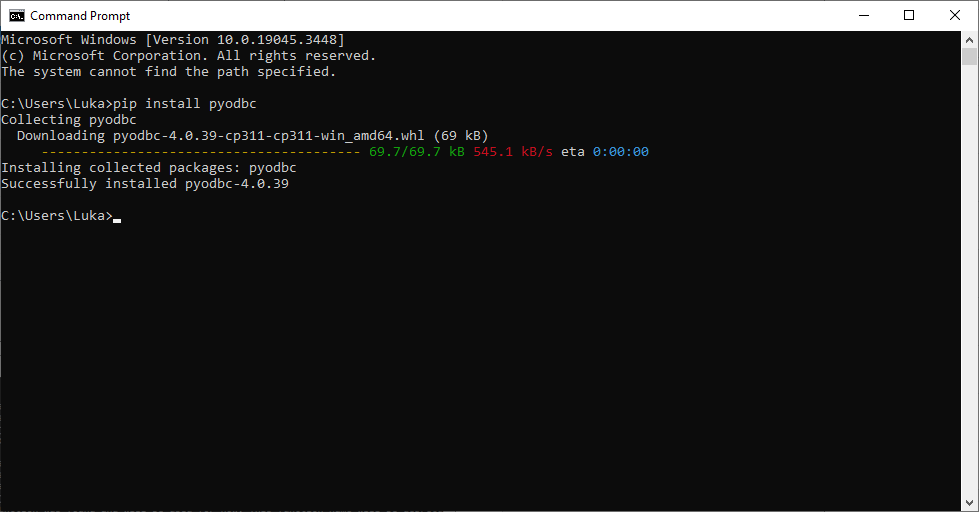 Command Prompt
Microsoft Windows [Version 10.0.19045.3448]
(c) Microsoft Corporation. All rights reserved.
The system cannot find the path specified.
C:\Users\Luka>pip install pyodbc
Collecting pyodbc
  Downloading pyodbc-4.0.39-cp311-cp311-win_amd64.whl (69 kB)
     ---------------------------------------- 69.7/69.7 kB 545.1 kB/s eta 0:00:00
Installing collected packages: pyodbc
Successfully installed pyodbc-4.0.39
C:\Users\Luka>